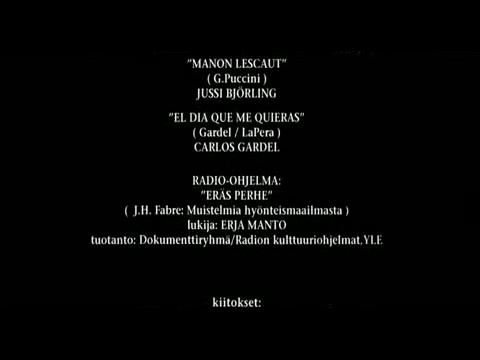 "MANON LESCAUT"
( G.Puccini )
JUSSI BJÖRLING
"EL DIA QUE ME QUIERAS"
( Gardel / LaPera )
CARLOS GARDEL
RADIO-OHJELMA:
"ERÄS PERHE"
( J.H. Fabre: Muistelmia hyönteismaailmasta )
lukija: ERJA MANTO
tuotanto: Dokumenttiryhmä/Radion kulttuuriohjelmat,YLE
kiitokset: